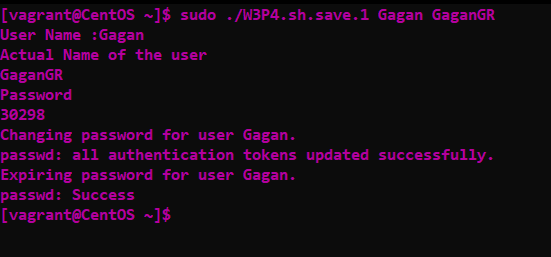 [vagrant@CentOS ~]$ sudo ./W3P4.sh.save.1 Gagan GaganGR
User Name :Gagan
Actual Name of the user
GaganGR
Password
30298
Changing password for user Gagan.
passwd: all authentication tokens updated successfully.
Expiring password for user Gagan.
passwd: Success
[vagrant@CentOS ~]$